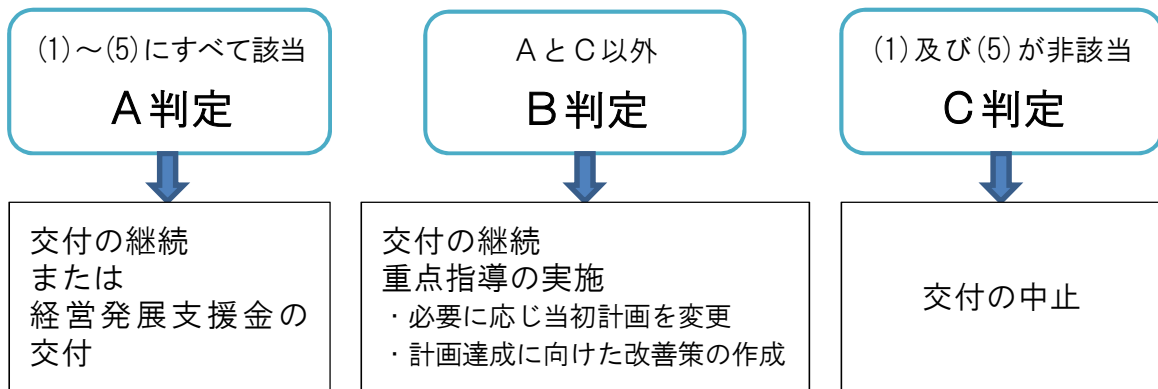 (1)～(5)にすべて該当
A判定
AとC以外
B判定
(1)及び(5)が非該当
C判定
交付の継続
または
経営発展支援金の
交付
交付の継続
重点指導の実施
・必要に応じ当初計画を変更
・計画達成に向けた改善策の作成
交付の中止